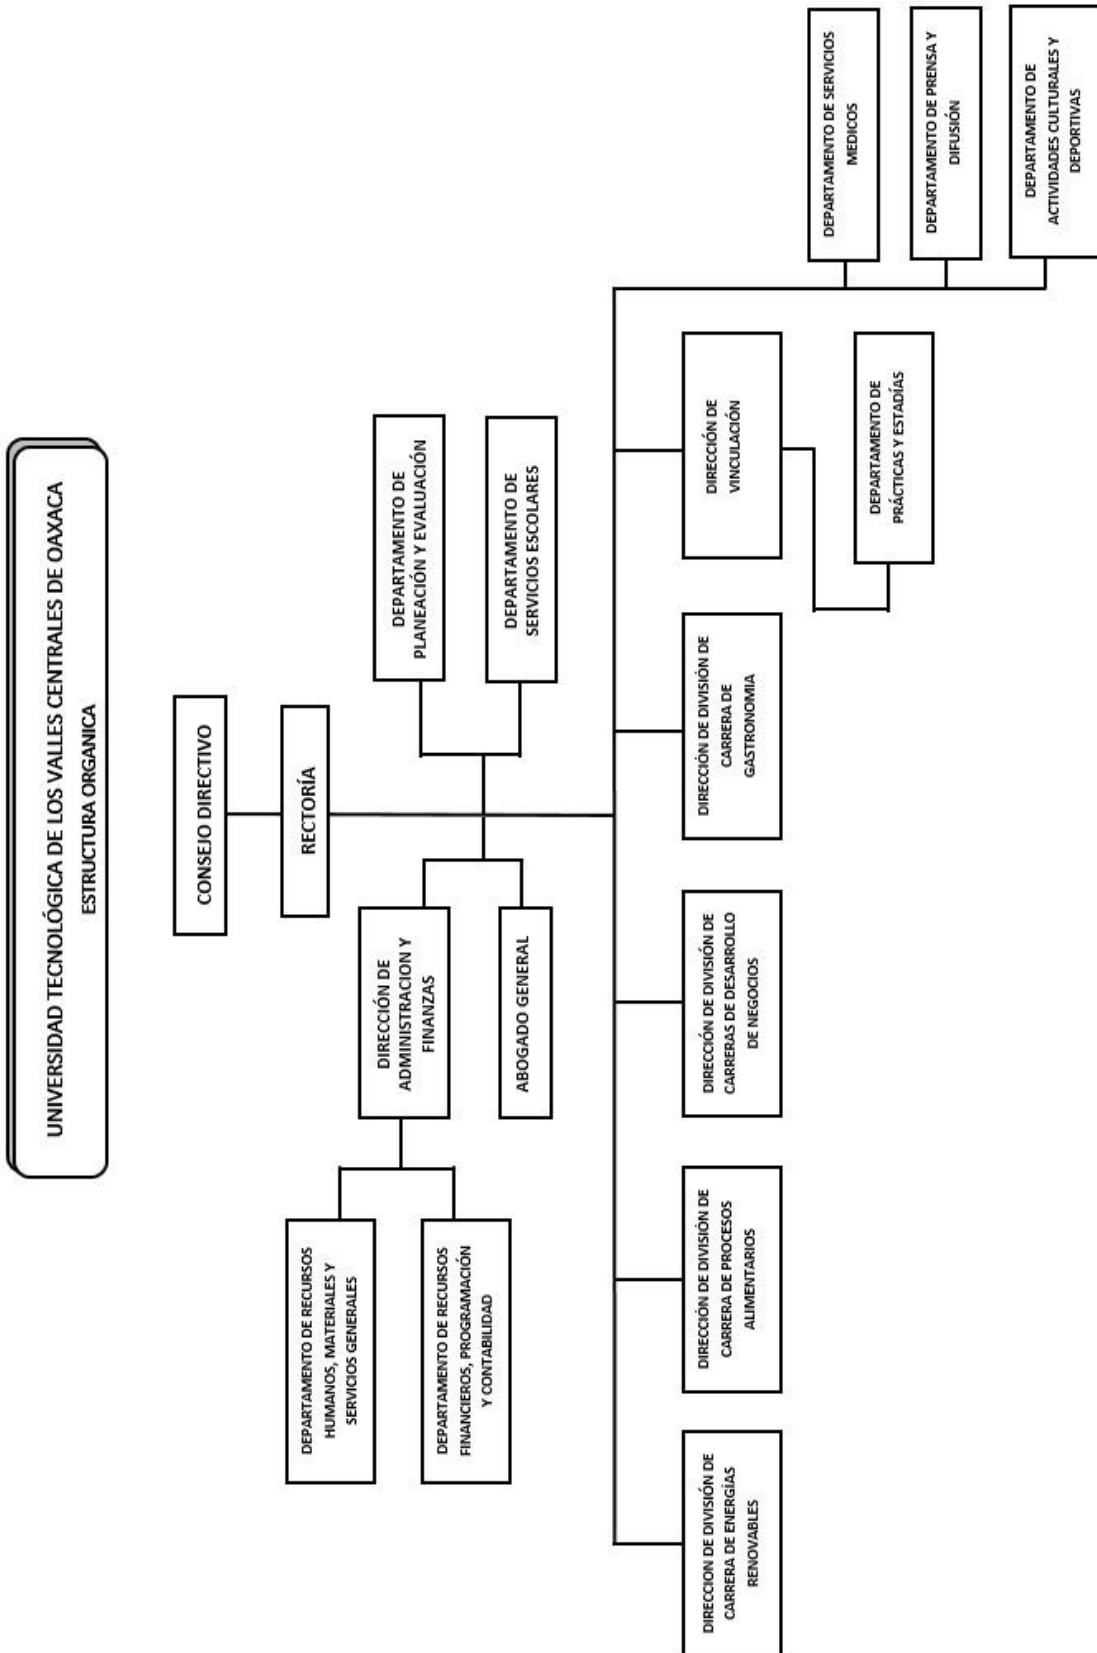 UNIVERSIDAD TECNOLÓGICA DE LOS VALLES CENTRALES DE OAXACA
ESTRUCTURA ORGANICA
CONSEJO DIRECTIVO
RECTORÍA
DEPARTAMENTO DE RECURSOS
HUMANOS, MATERIALES Y
SERVICIOS GENERALES
DEPARTAMENTO DE RECURSOS
FINANCIEROS, PROGRAMACIÓN
Y CONTABILIDAD
DIRECCIÓN DE
ADMINISTRACION Y
FINANZAS
ABOGADO GENERAL
DEPARTAMENTO DE
PLANEACIÓN Y EVALUACIÓN
DEPARTAMENTO DE
SERVICIOS ESCOLARES
DIRECCION DE DIVISIÓN DE
CARRERA DE ENERGÍAS
RENOVABLES
DIRECCIÓN DE DIVISIÓN DE
CARRERA DE PROCESOS
ALIMENTARIOS
DIRECCIÓN DE DIVISIÓN DE
CARRERAS DE DESARROLLO
DE NEGOCIOS
DIRECCIÓN DE DIVISIÓN DE
CARRERA DE
GASTRONOMIA
DIRECCIÓN DE
VINCULACIÓN
DEPARTAMENTO DE
PRÁCTICAS Y ESTADÍAS
DEPARTAMENTO DE SERVICIOS
MEDICOS
DEPARTAMENTO DE PRENSA Y
DIFUSIÓN
DEPARTAMENTO DE
ACTIVIDADES CULTURALES Y
DEPORTIVAS